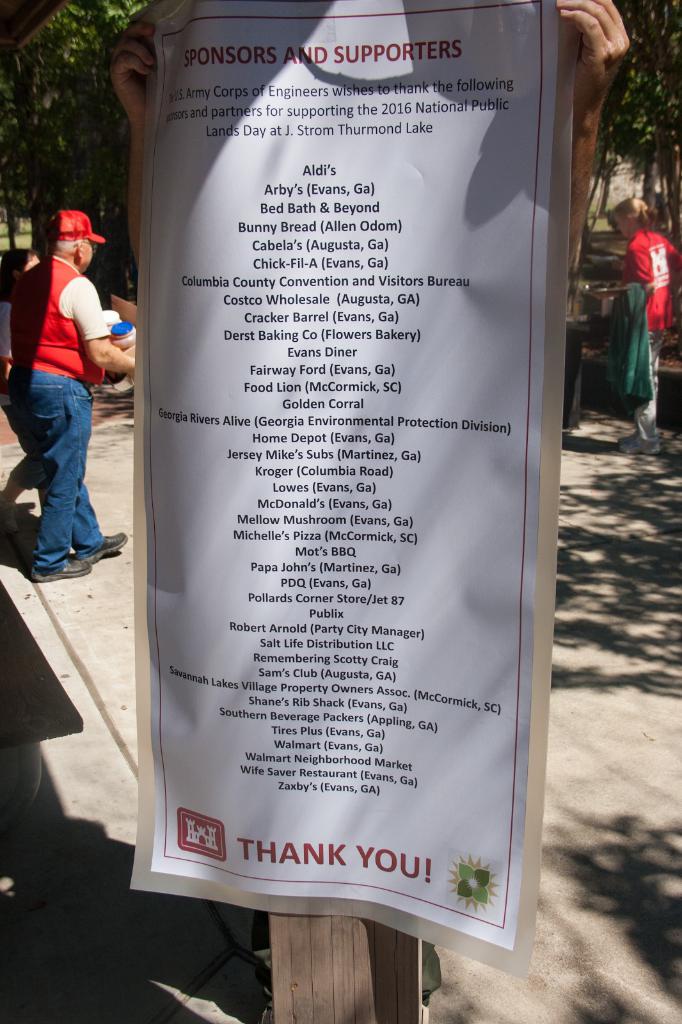 SPONSORS AND SUPPORTERS
U.S. Army Corps of Engineers wishes to thank the following
and partners for supporting the 2016 National Public
Lands Day at J. Strom Thurmond Lake
Aldi's
Arby's (Evans, Ga)
Bed Bath & Beyond
Bunny Bread (Allen Odom)
Cabela's (Augusta, Ga)
Chick-Fil-A (Evans, Ga)
Columbia County Convention and Visitors Bureau
Costco Wholesale (Augusta, GA)
Cracker Barrel (Evans, Ga)
Derst Baking Co (Flowers Bakery)
Evans Diner
Fairway Ford (Evans, Ga)
Food Lion (McCormick, SC)
Golden Corral
Georgia Rivers Alive (Georgia Environmental Protection Division)
Home Depot (Evans, Ga)
Jersey Mike's Subs (Martinez, Ga)
Kroger (Columbia Road)
Lowes (Evans, Ga)
McDonald's (Evans, Ga)
Mellow Mushroom (Evans, Ga)
Michelle's Pizza (McCormick, SC)
Mot's BBQ
Papa John's (Martinez, Ga)
PDQ (Evans, Ga)
Pollards Corner Store/Jet 87
Publix
Robert Arnold (Party City Manager)
Salt Life Distribution LLC
Remembering Scotty Craig
Sam's Club (Augusta, GA)
Savannah Lakes Village Property Owners Assoc. (McCormick, SC)
Shane's Rib Shack (Evans, Ga)
Southern Beverage Packers (Appling, GA)
Tires Plus (Evans, Ga)
Walmart (Evans, Ga)
Walmart Neighborhood Market
Wife Saver Restaurant (Evans, Ga)
Zaxby's (Evans, GA)
THANK YOU!